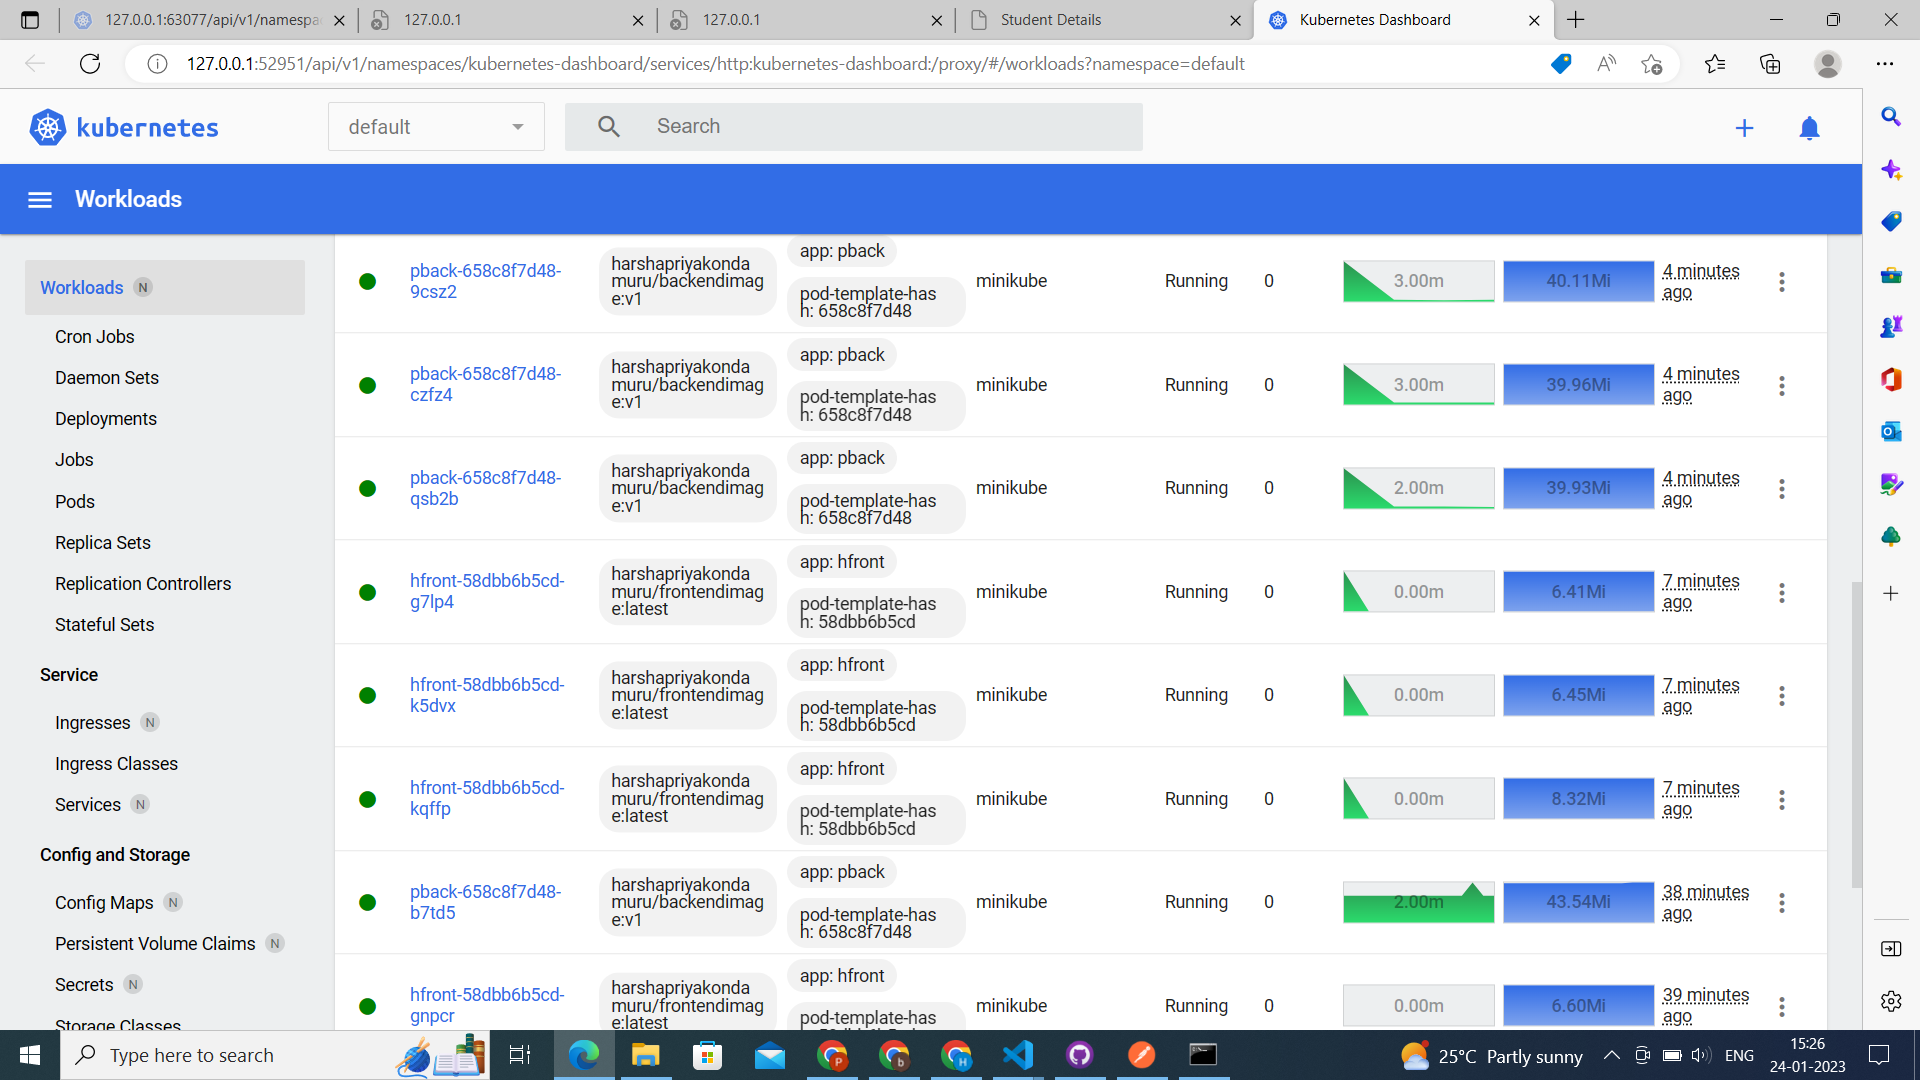 127.0.0.1:63077/api/v1/namespa
127.0.0.1
127.0.0.1
Student Details
Kubernetes Dashboard
127.0.0.1:52951/api/v1/namespaces/kubernetes-dashboard/services/http:kubernetes-dashboard:/proxy/#/workloads?namespace=default
kubernetes
default
Search
Workloads
Workloads N
Cron Jobs
Daemon Sets
Deployments
Jobs
Pods
Replica Sets
Replication Controllers
Stateful Sets
Service
Ingresses N
Ingress Classes
Services N
Config and Storage
Config Maps N
Persistent Volume Claims N
Secrets N
Storage Classes
pback-658c8f7d48-
9csz2
harshapriyakonda
muru/backendimag
e:v1
app: pback
pod-template-has
h: 658c8f7d48
minikube
Running
0
3.00m
40.11Mi
4 minutes
ago
pback-658c8f7d48-
czfz4
harshapriyakonda
muru/backendimag
e:v1
app: pback
pod-template-has
h: 658c8f7d48
minikube
Running
0
3.00m
39.96Mi
4 minutes
ago
pback-658c8f7d48-
qsb2b
harshapriyakonda
muru/backendimag
e:v1
app: pback
pod-template-has
h: 658c8f7d48
minikube
Running
0
2.00m
39.93Mi
4 minutes
ago
hfront-58dbb6b5cd-
g7lp4
harshapriyakonda
muru/frontendimag
e:latest
app: hfront
pod-template-has
h: 58dbb6b5cd
minikube
Running
0
0.00m
6.41Mi
7 minutes
ago
hfront-58dbb6b5cd-
k5dvx
harshapriyakonda
muru/frontendimag
e:latest
app: hfront
pod-template-has
h: 58dbb6b5cd
minikube
Running
0
0.00m
6.45Mi
7 minutes
ago
hfront-58dbb6b5cd-
kqffp
harshapriyakonda
muru/frontendimag
e:latest
app: hfront
pod-template-has
h: 58dbb6b5cd
minikube
Running
0
0.00m
8.32Mi
7 minutes
ago
pback-658c8f7d48-
b7td5
harshapriyakonda
muru/backendimag
e:v1
app: pback
pod-template-has
h: 658c8f7d48
minikube
Running
0
2.00m
43.54Mi
38 minutes
ago
hfront-58dbb6b5cd-
gnpcr
harshapriyakonda
muru/frontendimag
e:latest
app: hfront
pod-template-has
minikube
Running
0
0.00m
6.60Mi
39 minutes
ago
Type here to search
25°C Partly sunny
ENG
15:26
24-01-2023